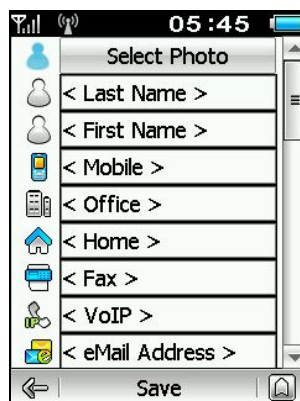 05:45
Select Photo
< Last Name >
< First Name >
< Mobile >
< Office >
< Home >
< Fax >
< VoIP >
< eMail Address >
Save